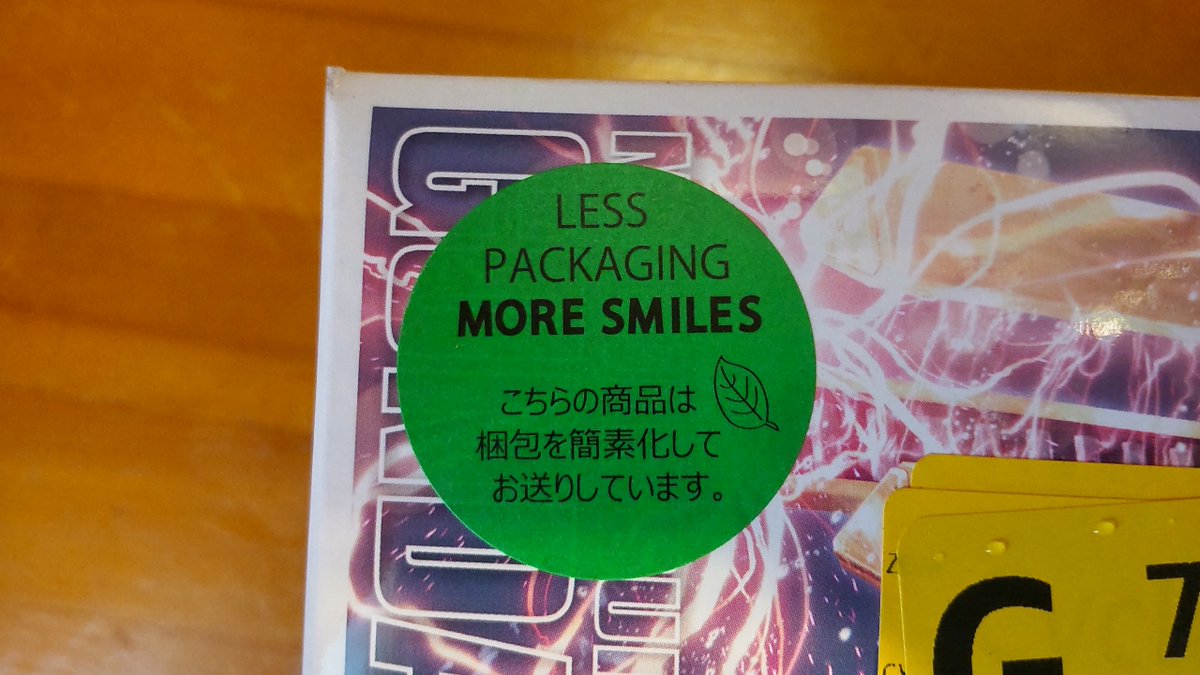 LESS
PACKAGING
MORE SMILES
こちらの商品は
梱包を簡素化して
お送りしています。
G
T